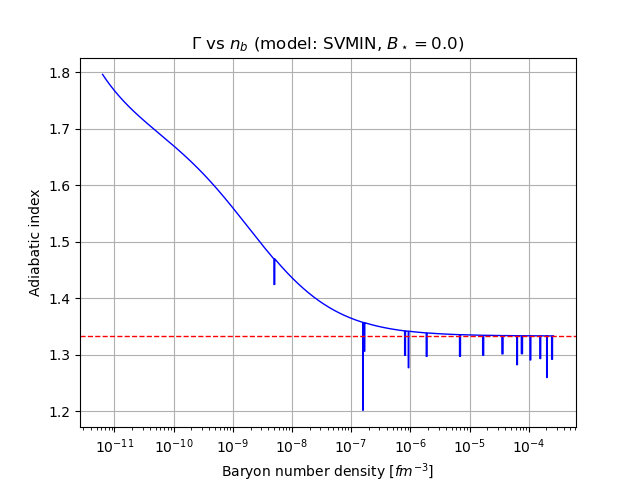 Γ vs n_b (model: SVMIN, B⋆ = 0.0)
1.8
1.7
1.6
1.5
1.4
1.3
1.2
Adiabatic index
10⁻¹¹ 10⁻¹⁰ 10⁻⁹ 10⁻⁸ 10⁻⁷ 10⁻⁶ 10⁻⁵ 10⁻⁴
Baryon number density [fm⁻³]